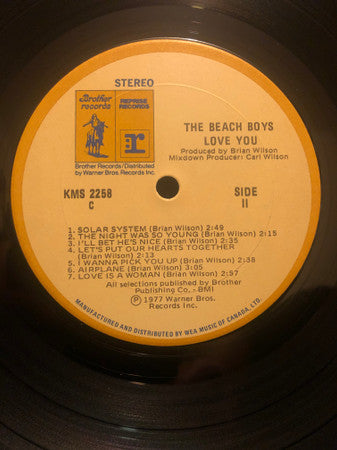 STEREO
Brother
records
REPRISE
RECORDS
r
Brother Records/Distributed
by Warner Bros. Records Inc.
THE BEACH BOYS
LOVE YOU
Produced by Brian Wilson
Mixdown Producer: Carl Wilson
KMS 2258
C
SIDE
II
1. SOLAR SYSTEM (Brian Wilson) 2:49
2. THE NIGHT WAS SO YOUNG (Brian Wilson) 2:15
3. I'LL BET HE'S NICE (Brian Wilson) 2:35
4. LET'S PUT OUR HEARTS TOGETHER
(Brian Wilson) 2:13
5. I WANNA PICK YOU UP (Brian Wilson) 2:38
6. AIRPLANE (Brian Wilson) 3:05
7. LOVE IS A WOMAN (Brian Wilson) 2:57
All selections published by Brother
Publishing Co. - BMI
Ⓟ 1977 Warner Bros.
Records Inc.
MANUFACTURED AND DISTRIBUTED BY WEA MUSIC OF CANADA, LTD.